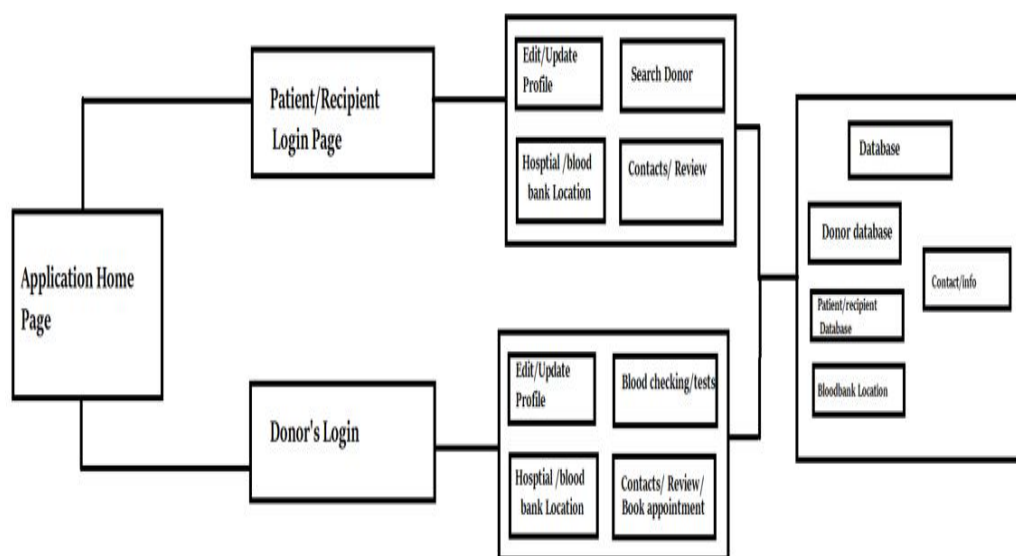 Application Home
Page
Patient/Recipient
Login Page
Donor's Login
Edit/Update
Profile
Search Donor
Hosptial /blood
bank Location
Contacts/ Review
Edit/Update
Profile
Blood checking/tests
Hosptial /blood
bank Location
Contacts/ Review/
Book appointment
Database
Donor database
Contact/info
Patient/recipient
Database
Bloodbank Location